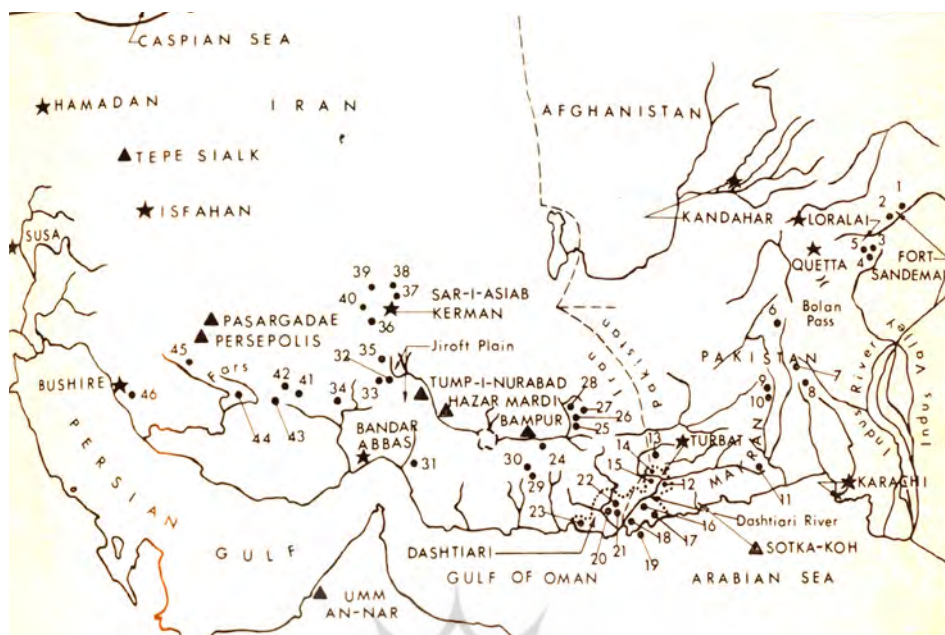 CASPIAN SEA
HAMADAN
IRAN
AFGHANISTAN
TEPE SIALK
ISFAHAN
KANDAHAR
LORALAI
1
2
SUSA
5
3
4
QUETTA
FORT
SANDEMAN
Bolan
Pass
39
38
37
40
36
SAR-I-ASIAB
KERMAN
PASARGADAE
PERSEPOLIS
Jiroft Plain
Iran
Pakistan
6
PAKISTAN
7
8
Indus River
Indus Valley
45
Fars
BUSHIRE
46
42
41
44
43
34
35
32
33
TUMP-I-NURABAD
HAZAR MARDI
BAMPUR
28
27
26
25
9
10
BANDAR
ABBAS
31
30
29
24
14
13
TURBAT
15
12
MAKRAN
11
KARACHI
22
23
20
21
18
19
17
16
Dashtiari River
DASHTIARI
SOTKA-KOH
PERSIAN
GULF
GULF OF OMAN
ARABIAN SEA
UMM
AN-NAR